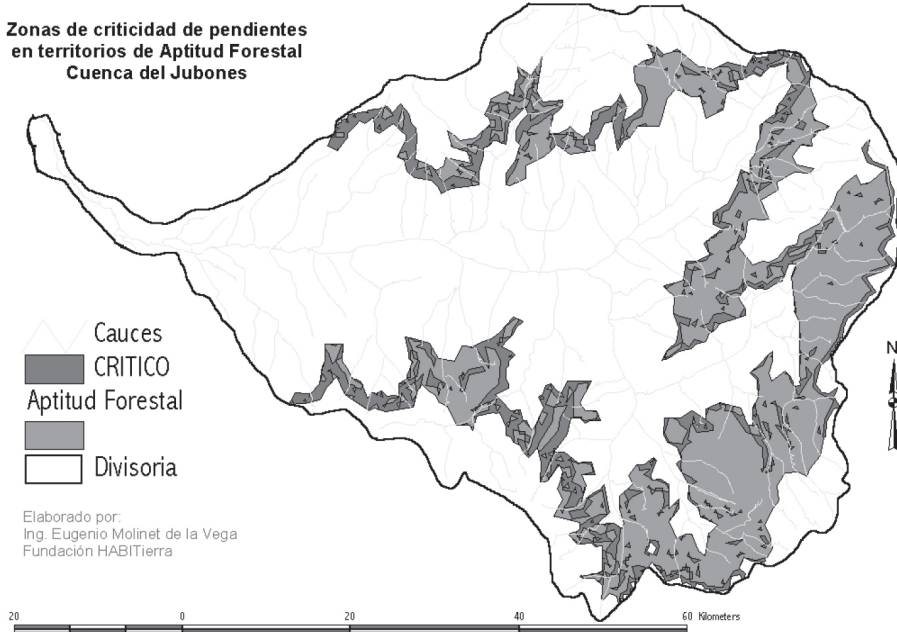 Zonas de criticidad de pendientes
en territorios de Aptitud Forestal
Cuenca del Jubones
Cauces
CRITICO
Aptitud Forestal
Divisoria
Elaborado por:
Ing. Eugenio Molinet de la Vega
Fundación HABITierra
N
20 0 20 40 60 Kilometers